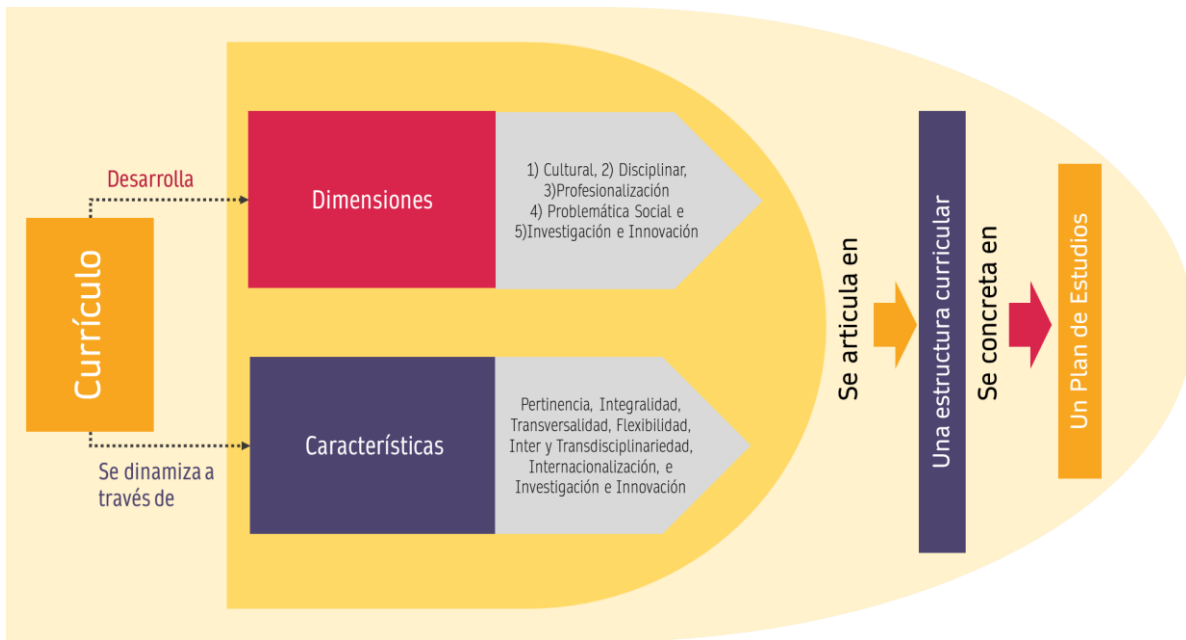 Currículo
Desarrolla
Dimensiones
1) Cultural, 2) Disciplinar,
3)Profesionalización
4) Problemática Social e
5)Investigación e Innovación
Se dinamiza a
través de
Características
Pertinencia, Integralidad,
Transversalidad, Flexibilidad,
Inter y Transdisciplinariedad,
Internacionalización, e
Investigación e Innovación
Se articula en
Una estructura curricular
Se concreta en
Un Plan de Estudios